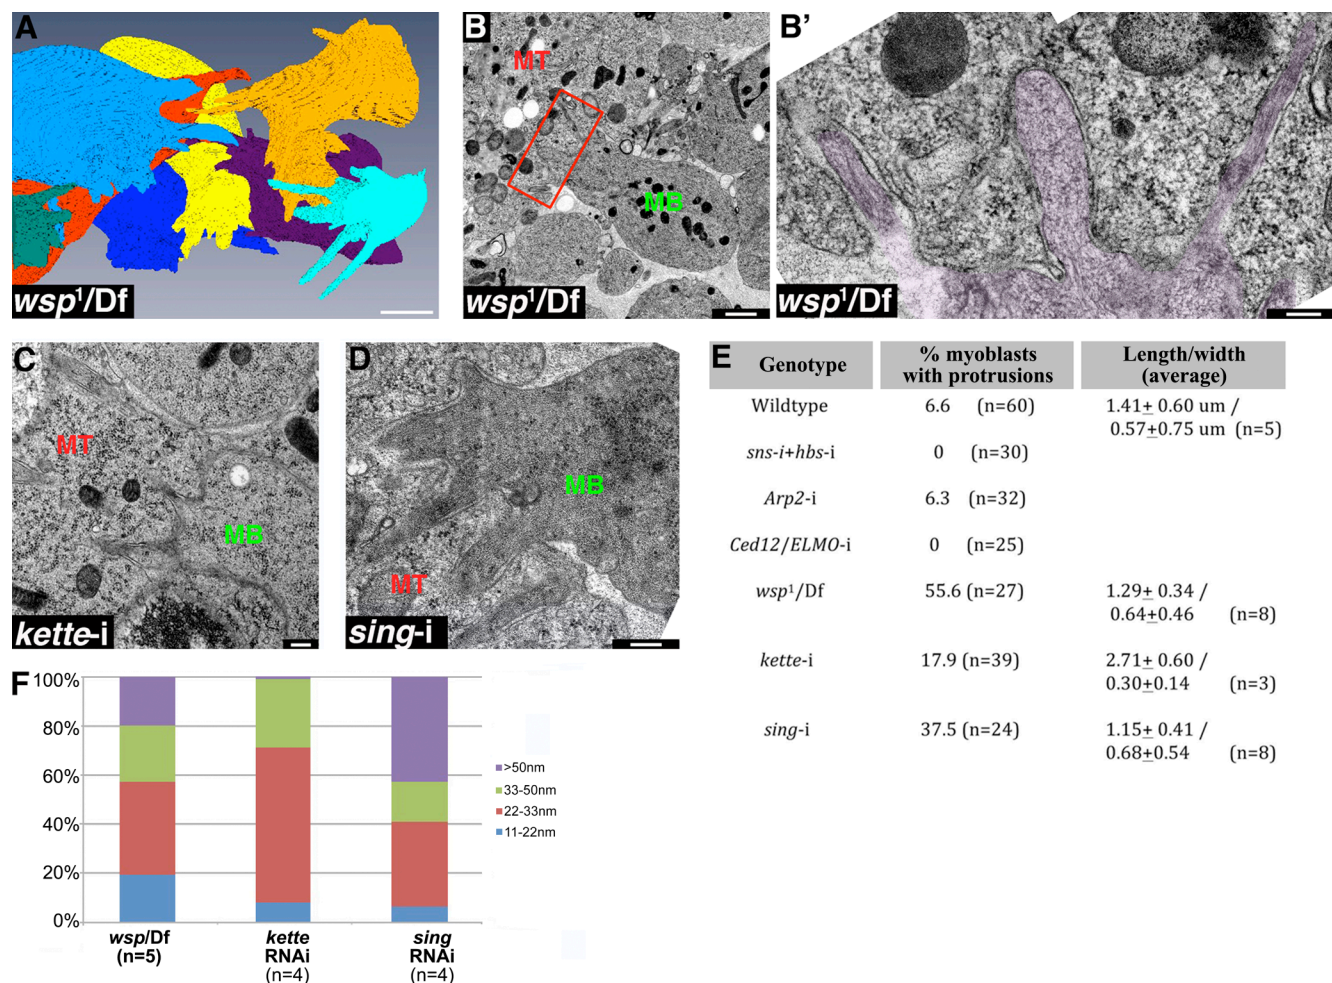 A
wsp¹/Df
B
MT
MB
wsp¹/Df
B’
wsp¹/Df
C
MT
MB
kette-i
D
MB
MT
sing-i
E
Genotype
% myoblasts
with protrusions
Length/width
(average)
Wildtype 6.6 (n=60) 1.41+ 0.60 um /
0.57+0.75 um (n=5)
sns-i+hbs-i 0 (n=30)
Arp2-i 6.3 (n=32)
Ced12/ELMO-i 0 (n=25)
wsp¹/Df 55.6 (n=27) 1.29+ 0.34 /
0.64+0.46 (n=8)
kette-i 17.9 (n=39) 2.71+ 0.60 /
0.30+0.14 (n=3)
sing-i 37.5 (n=24) 1.15+ 0.41 /
0.68+0.54 (n=8)
F
100%
80%
60%
40%
20%
0%
>50nm
33-50nm
22-33nm
11-22nm
wsp/Df
(n=5)
kette
RNAi
(n=4)
sing
RNAi
(n=4)